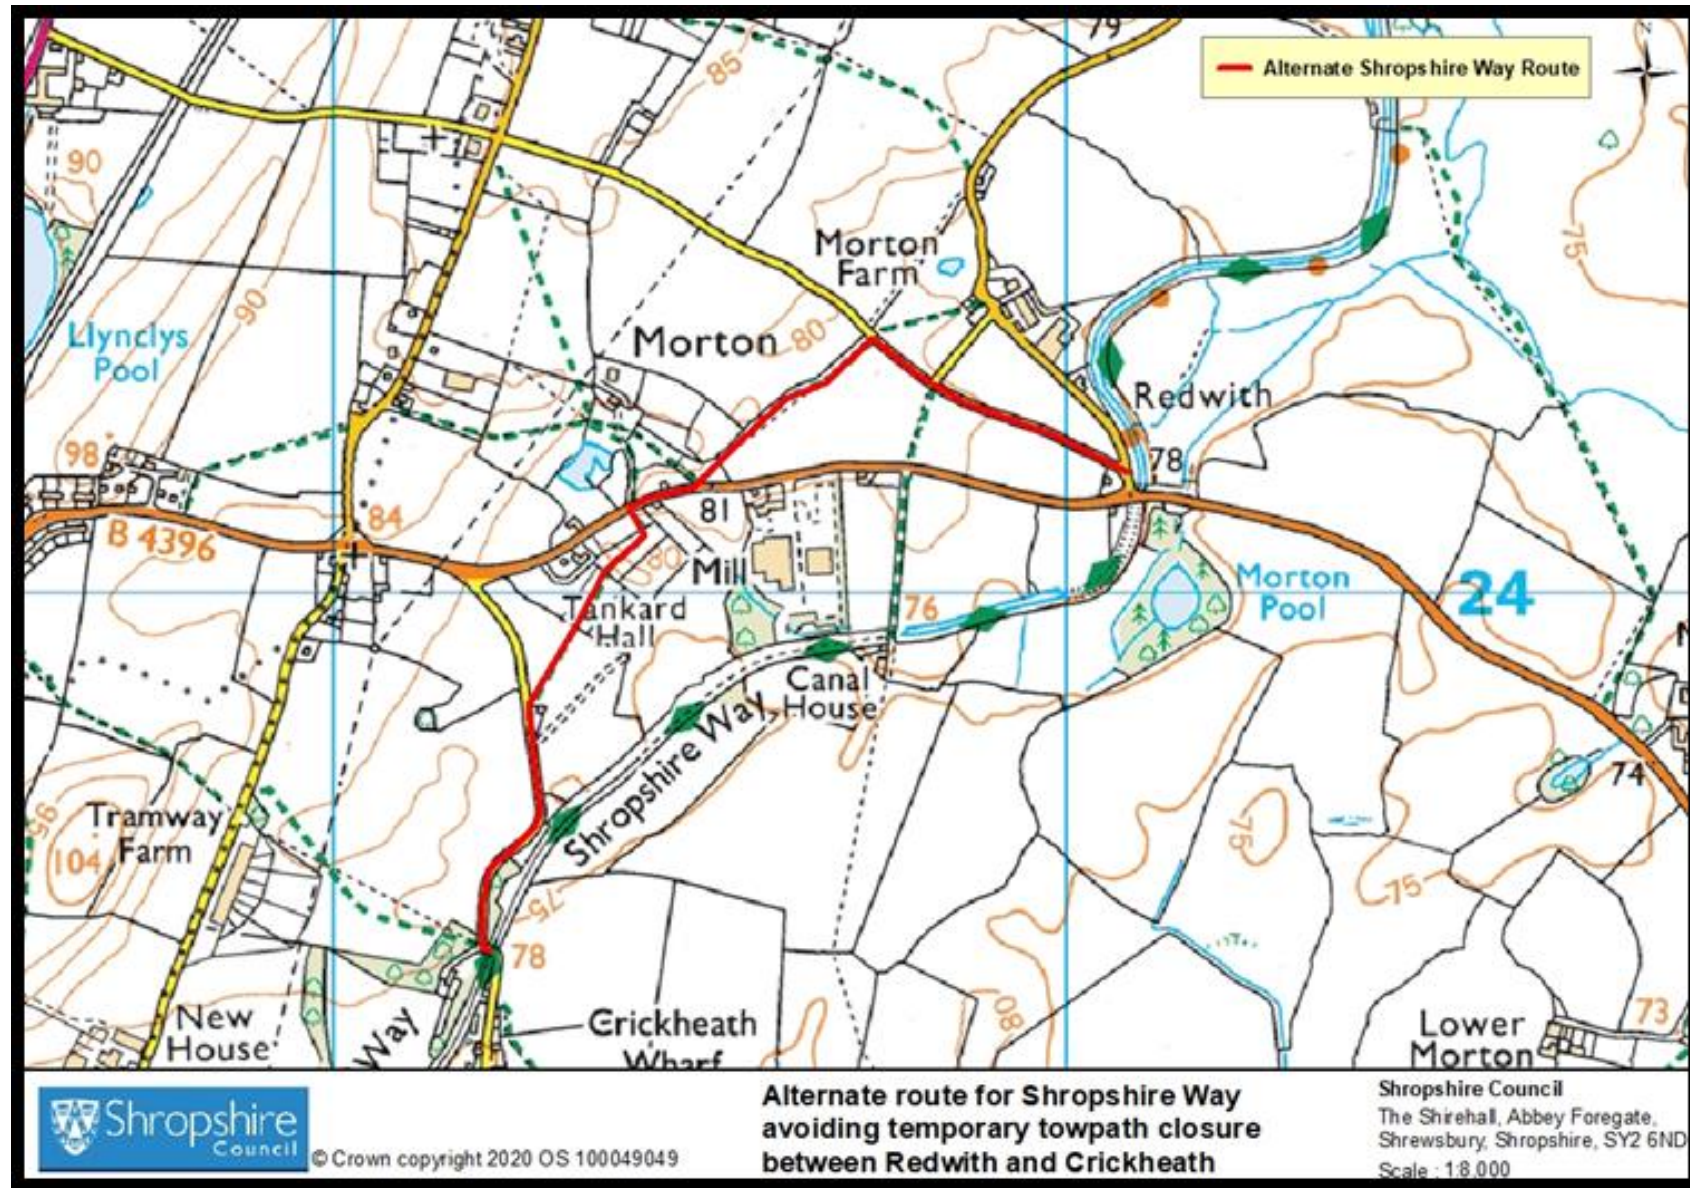 79
85
Alternate Shropshire Way Route
90
75
Morton
Farm
90
Llynclys
Pool
Morton
80
Redwith
98
78
84
81
B 4396
80
Mill
Morton
Pool
24
Tankard
Hall
76
Canal
House
Shropshire Way
74
Tramway
Farm
95
104
75
75
75
78
New
House
Way
Crickheath
Wharf
80
Lower
Morton
73
Shropshire
Council
© Crown copyright 2020 OS 100049049
Alternate route for Shropshire Way
avoiding temporary towpath closure
between Redwith and Crickheath
Shropshire Council
The Shirehall, Abbey Foregate,
Shrewsbury, Shropshire, SY2 6ND
Scale : 1:8,000